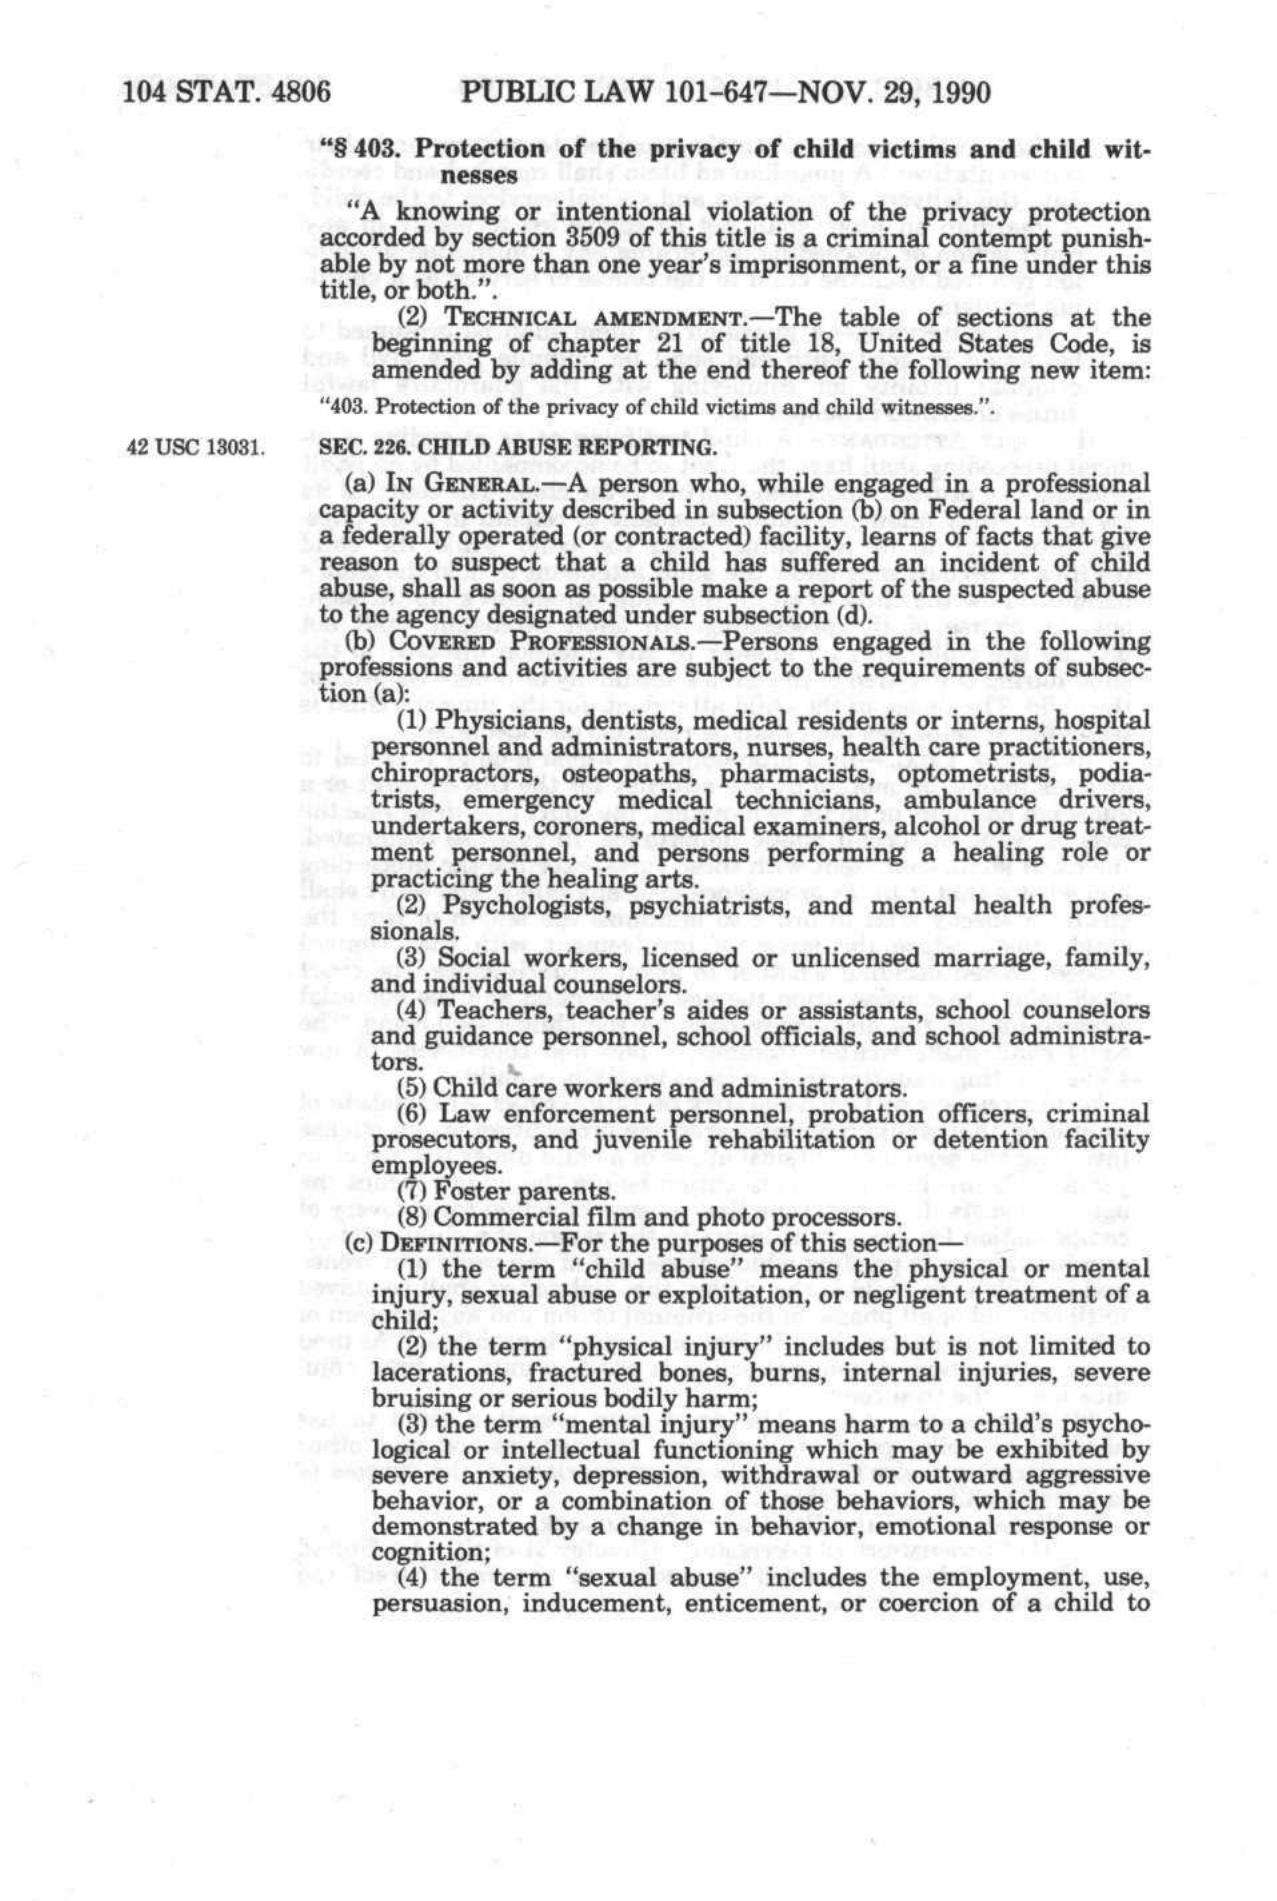 104 STAT. 4806 PUBLIC LAW 101-647—NOV. 29, 1990
“§ 403. Protection of the privacy of child victims and child wit-
nesses
“A knowing or intentional violation of the privacy protection
accorded by section 3509 of this title is a criminal contempt punish-
able by not more than one year's imprisonment, or a fine under this
title, or both.”.
(2) TECHNICAL AMENDMENT.—The table of sections at the
beginning of chapter 21 of title 18, United States Code, is
amended by adding at the end thereof the following new item:
“403. Protection of the privacy of child victims and child witnesses.”.
42 USC 13031. SEC. 226. CHILD ABUSE REPORTING.
(a) IN GENERAL.—A person who, while engaged in a professional
capacity or activity described in subsection (b) on Federal land or in
a federally operated (or contracted) facility, learns of facts that give
reason to suspect that a child has suffered an incident of child
abuse, shall as soon as possible make a report of the suspected abuse
to the agency designated under subsection (d).
(b) COVERED PROFESSIONALS.—Persons engaged in the following
professions and activities are subject to the requirements of subsec-
tion (a):
(1) Physicians, dentists, medical residents or interns, hospital
personnel and administrators, nurses, health care practitioners,
chiropractors, osteopaths, pharmacists, optometrists, podia-
trists, emergency medical technicians, ambulance drivers,
undertakers, coroners, medical examiners, alcohol or drug treat-
ment personnel, and persons performing a healing role or
practicing the healing arts.
(2) Psychologists, psychiatrists, and mental health profes-
sionals.
(3) Social workers, licensed or unlicensed marriage, family,
and individual counselors.
(4) Teachers, teacher's aides or assistants, school counselors
and guidance personnel, school officials, and school administra-
tors.
(5) Child care workers and administrators.
(6) Law enforcement personnel, probation officers, criminal
prosecutors, and juvenile rehabilitation or detention facility
employees.
(7) Foster parents.
(8) Commercial film and photo processors.
(c) DEFINITIONS.—For the purposes of this section—
(1) the term “child abuse” means the physical or mental
injury, sexual abuse or exploitation, or negligent treatment of a
child;
(2) the term “physical injury” includes but is not limited to
lacerations, fractured bones, burns, internal injuries, severe
bruising or serious bodily harm;
(3) the term “mental injury” means harm to a child's psycho-
logical or intellectual functioning which may be exhibited by
severe anxiety, depression, withdrawal or outward aggressive
behavior, or a combination of those behaviors, which may be
demonstrated by a change in behavior, emotional response or
cognition;
(4) the term “sexual abuse” includes the employment, use,
persuasion, inducement, enticement, or coercion of a child to